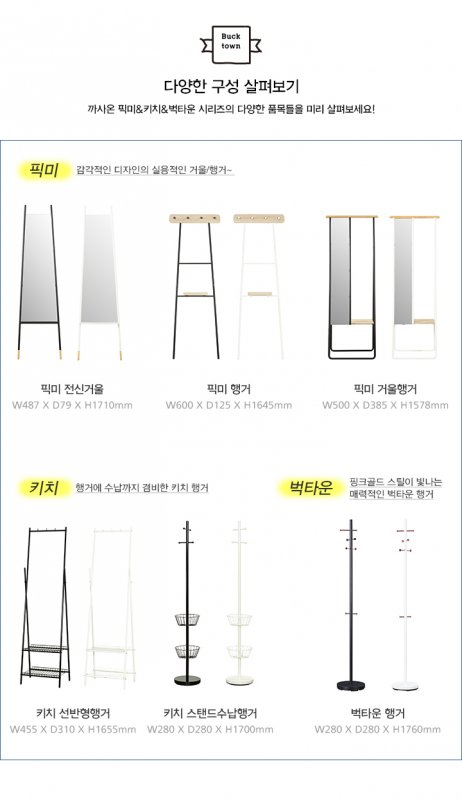 Buck
town
다양한 구성 살펴보기
까사온 픽미&키치&벅타운 시리즈의 다양한 품목들을 미리 살펴보세요!
픽미 감각적인 디자인의 실용적인 거울/행거~
픽미 전신거울
W487 X D79 X H1710mm
픽미 행거
W600 X D125 X H1645mm
픽미 거울행거
W500 X D385 X H1578mm
키치 행거에 수납까지 겸비한 키치 행거
벅타운 핑크골드 스틸이 빛나는
매력적인 벅타운 행거
키치 선반형행거
W455 X D310 X H1655mm
키치 스탠드수납행거
W280 X D280 X H1700mm
벅타운 행거
W280 X D280 X H1760mm